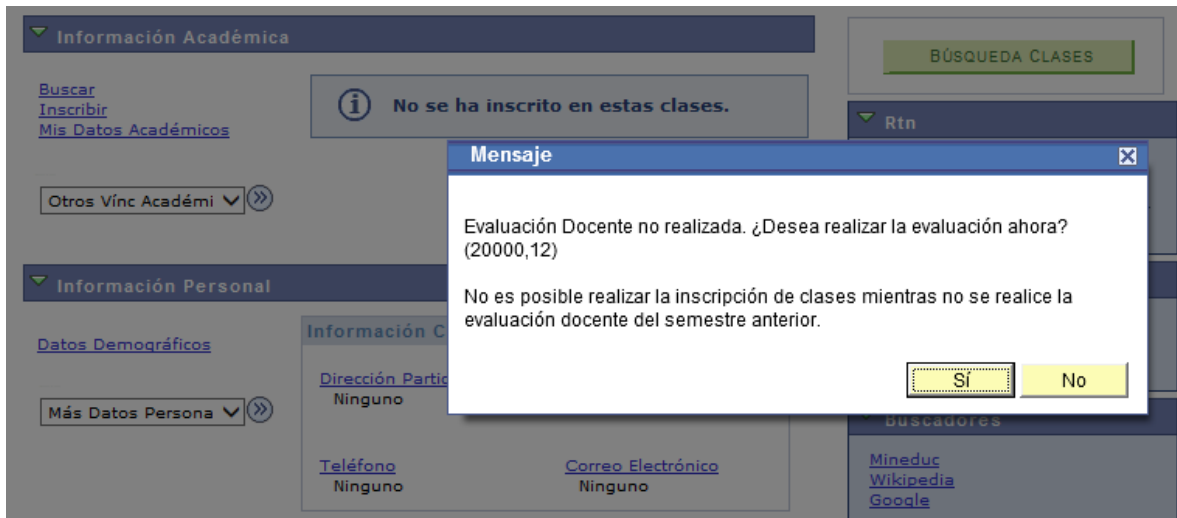 Información Académica
Buscar
Inscribir
Mis Datos Académicos
Otros Vínc Académi
No se ha inscrito en estas clases.
BÚSQUEDA CLASES
Rtn
Mensaje
Evaluación Docente no realizada. ¿Desea realizar la evaluación ahora?
(20000,12)
No es posible realizar la inscripción de clases mientras no se realice la
evaluación docente del semestre anterior.
Sí
No
Información Personal
Datos Demográficos
Más Datos Persona
Información C
Dirección Partic
Ninguno
Teléfono
Ninguno
Correo Electrónico
Ninguno
Buscadores
Mineduc
Wikipedia
Google